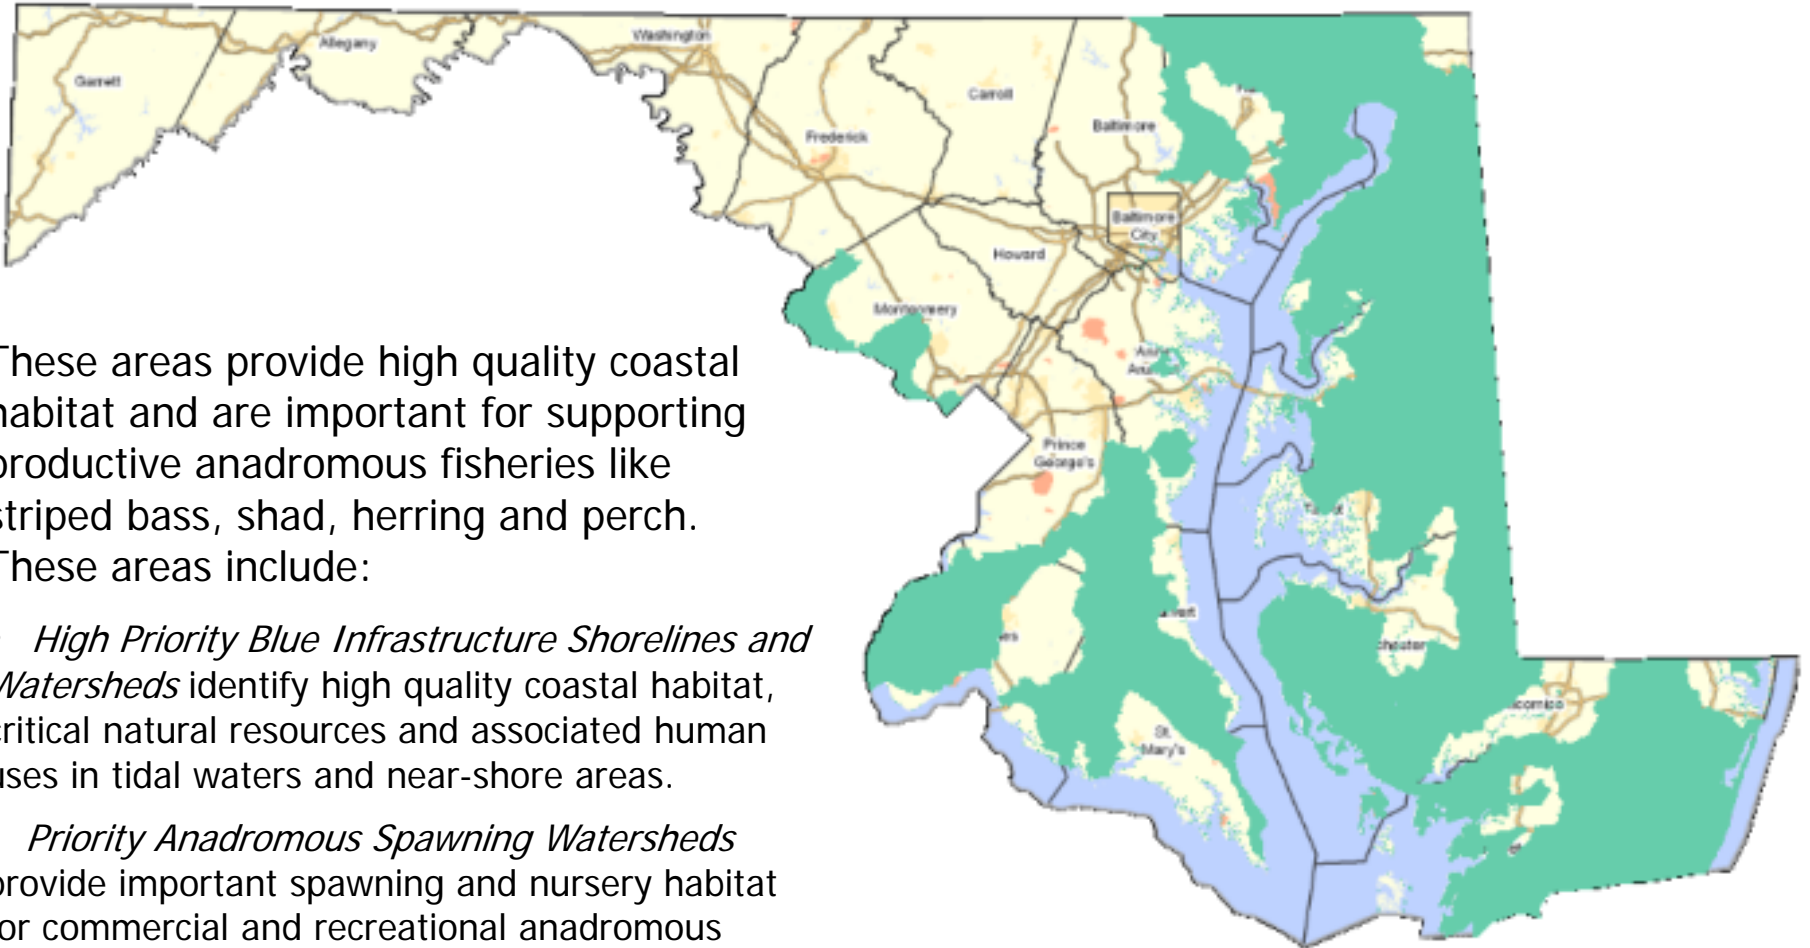 Garrett
Allegany
Washington
Frederick
Carroll
Baltimore
Baltimore
City
Howard
Montgomery
Prince
George's
St.
Mary's
These areas provide high quality coastal
habitat and are important for supporting
productive anadromous fisheries like
striped bass, shad, herring and perch.
These areas include:
High Priority Blue Infrastructure Shorelines and
Watersheds identify high quality coastal habitat,
critical natural resources and associated human
uses in tidal waters and near-shore areas.
Priority Anadromous Spawning Watersheds
provide important spawning and nursery habitat
for commercial and recreational anadromous